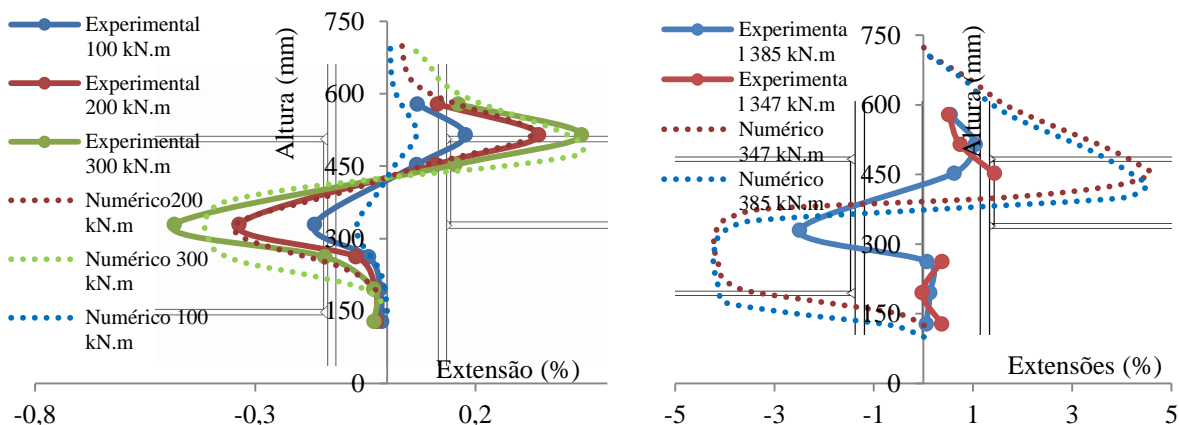 Experimental
100 kN.m
Experimental
200 kN.m
Experimental
300 kN.m
Numérico200
kN.m
Numérico 300
kN.m
Numérico 100
kN.m
Altura (mm)
750
600
450
300
150
0
Extensão (%)
-0,8
-0,3
0,2
Experimenta
l 385 kN.m
Experimenta
l 347 kN.m
Numérico
347 kN.m
Numérico
385 kN.m
Altura (mm)
750
600
450
300
150
0
Extensões (%)
-5
-3
-1
1
3
5